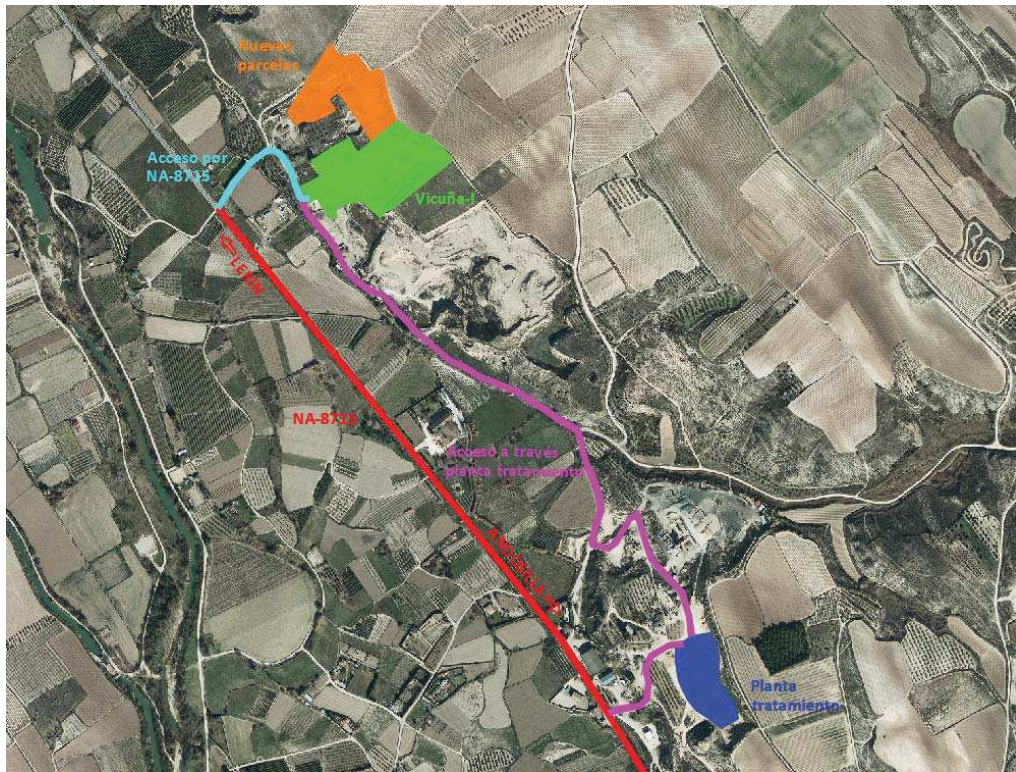 Nuevas
parcelas
Acceso por
NA-8715
Vicuña-I
NA-8715
Acceso a través
planta tratamiento
Planta
tratamiento